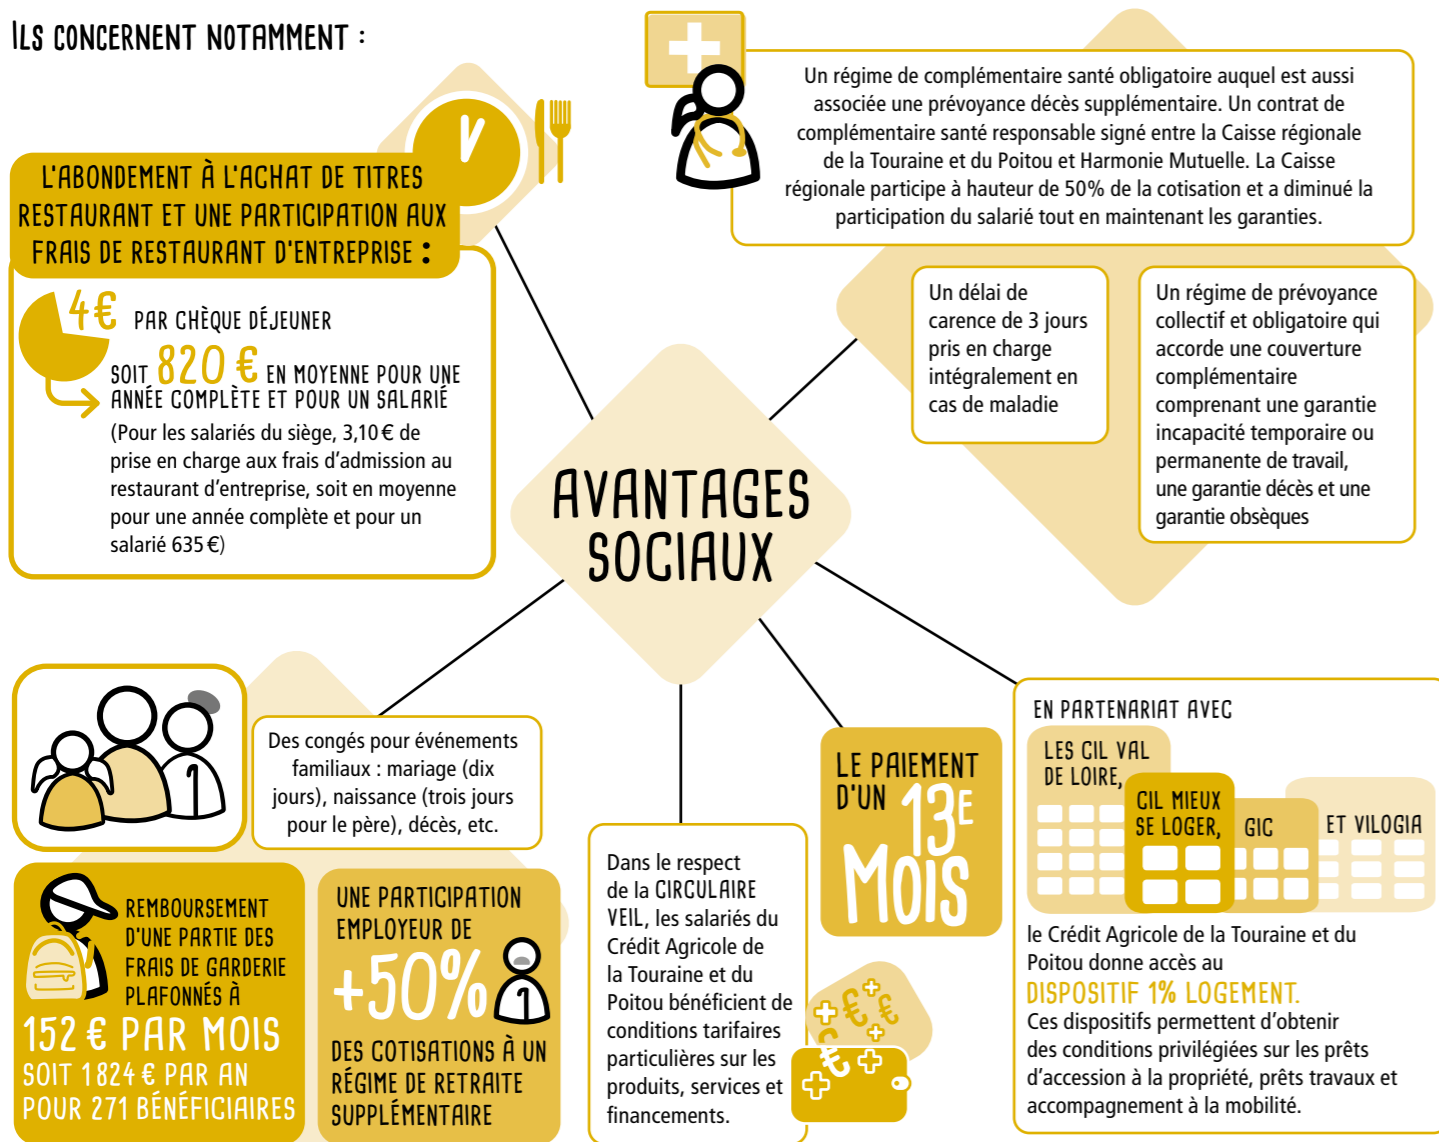 ILS CONCERNENT NOTAMMENT :
L'ABONDEMENT À L'ACHAT DE TITRES
RESTAURANT ET UNE PARTICIPATION AUX
FRAIS DE RESTAURANT D'ENTREPRISE :
4€ PAR CHÈQUE DÉJEUNER
SOIT 820 € EN MOYENNE POUR UNE
ANNÉE COMPLÈTE ET POUR UN SALARIÉ
(Pour les salariés du siège, 3,10 € de
prise en charge aux frais d'admission au
restaurant d'entreprise, soit en moyenne
pour une année complète et pour un
salarié 635 €)
Un régime de complémentaire santé obligatoire auquel est aussi
associée une prévoyance décès supplémentaire. Un contrat de
complémentaire santé responsable signé entre la Caisse régionale
de la Touraine et du Poitou et Harmonie Mutuelle. La Caisse
régionale participe à hauteur de 50% de la cotisation et a diminué la
participation du salarié tout en maintenant les garanties.
Un délai de
carence de 3 jours
pris en charge
intégralement en
cas de maladie
Un régime de prévoyance
collectif et obligatoire qui
accorde une couverture
complémentaire
comprenant une garantie
incapacité temporaire ou
permanente de travail,
une garantie décès et une
garantie obsèques
AVANTAGES
SOCIAUX
Des congés pour événements
familiaux : mariage (dix
jours), naissance (trois jours
pour le père), décès, etc.
REMBOURSEMENT
D'UNE PARTIE DES
FRAIS DE GARDERIE
PLAFONNÉS À
152 € PAR MOIS
SOIT 1824 € PAR AN
POUR 271 BÉNÉFICIAIRES
UNE PARTICIPATION
EMPLOYEUR DE
+50%
DES COTISATIONS À UN
RÉGIME DE RETRAITE
SUPPLÉMENTAIRE
Dans le respect
de la CIRCULAIRE
VEIL, les salariés du
Crédit Agricole de
la Touraine et du
Poitou bénéficient de
conditions tarifaires
particulières sur les
produits, services et
financements.
LE PAIEMENT
D'UN 13E
MOIS
EN PARTENARIAT AVEC
LES CIL VAL
DE LOIRE,
CIL MIEUX
SE LOGER,
GIC
ET VILOGIA
le Crédit Agricole de la Touraine et du
Poitou donne accès au
DISPOSITIF 1% LOGEMENT.
Ces dispositifs permettent d'obtenir
des conditions privilégiées sur les prêts
d'accession à la propriété, prêts travaux et
accompagnement à la mobilité.